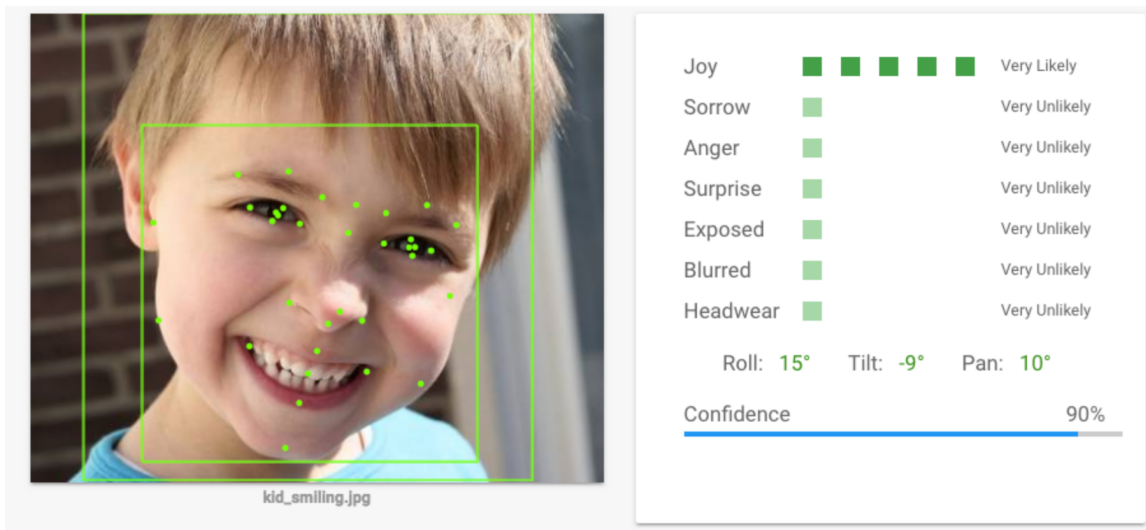 kid_smiling.jpg
Joy Very Likely
Sorrow Very Unlikely
Anger Very Unlikely
Surprise Very Unlikely
Exposed Very Unlikely
Blurred Very Unlikely
Headwear Very Unlikely
Roll: 15° Tilt: -9° Pan: 10°
Confidence 90%